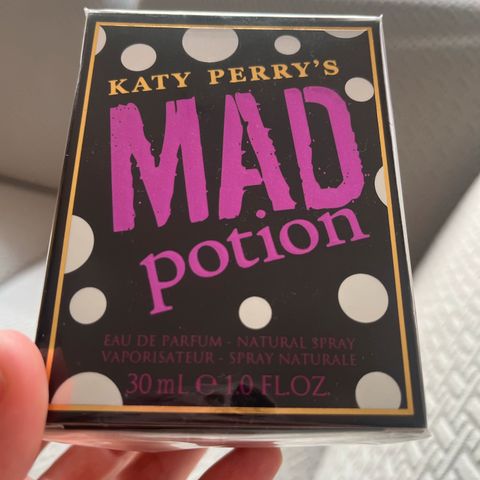 KATY PERRY'S
MAD
potion
EAU DE PARFUM - NATURAL SPRAY
VAPORISATEUR - SPRAY NATURALE
30 mL ℮ 1.0 FL.OZ.